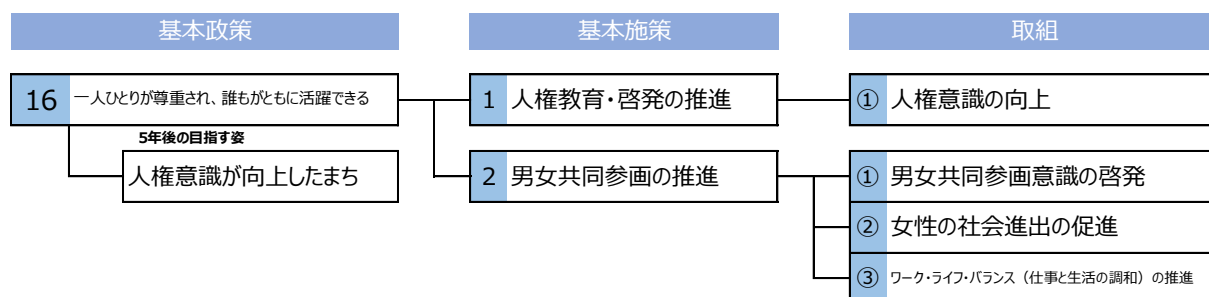 基本政策
基本施策
取組
16 一人ひとりが尊重され、誰もがともに活躍できる
1 人権教育・啓発の推進
① 人権意識の向上
5年後の目指す姿
人権意識が向上したまち
2 男女共同参画の推進
① 男女共同参画意識の啓発
② 女性の社会進出の促進
③ ワーク・ライフ・バランス（仕事と生活の調和）の推進